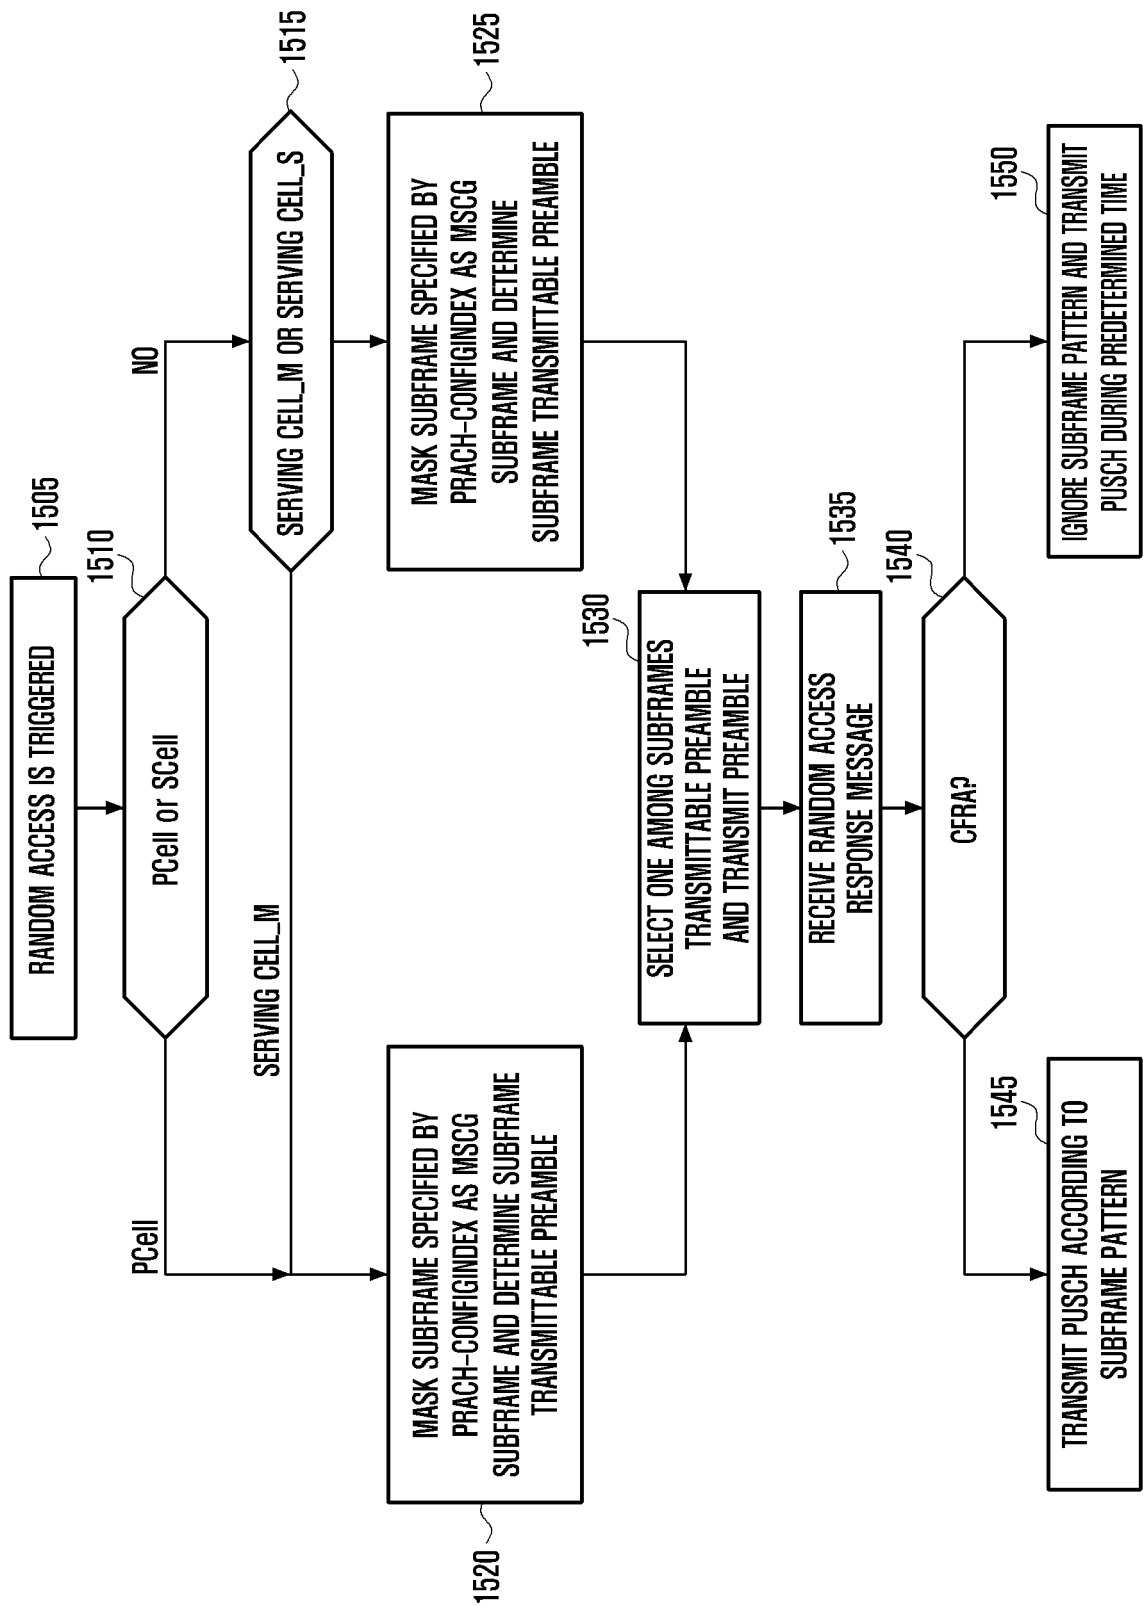 RANDOM ACCESS IS TRIGGERED
1505
PCell or SCell
1510
PCell
NO
SERVING CELL_M OR SERVING CELL_S
1515
SERVING CELL_M
MASK SUBFRAME SPECIFIED BY
PRACH-CONFIGINDEX AS MSCG
SUBFRAME AND DETERMINE SUBFRAME
TRANSMITTABLE PREAMBLE
1520
MASK SUBFRAME SPECIFIED BY
PRACH-CONFIGINDEX AS MSCG
SUBFRAME AND DETERMINE
SUBFRAME TRANSMITTABLE PREAMBLE
1525
SELECT ONE AMONG SUBFRAMES
TRANSMITTABLE PREAMBLE
AND TRANSMIT PREAMBLE
1530
RECEIVE RANDOM ACCESS
RESPONSE MESSAGE
1535
CFRA?
1540
TRANSMIT PUSCH ACCORDING TO
SUBFRAME PATTERN
1545
IGNORE SUBFRAME PATTERN AND TRANSMIT
PUSCH DURING PREDETERMINED TIME
1550